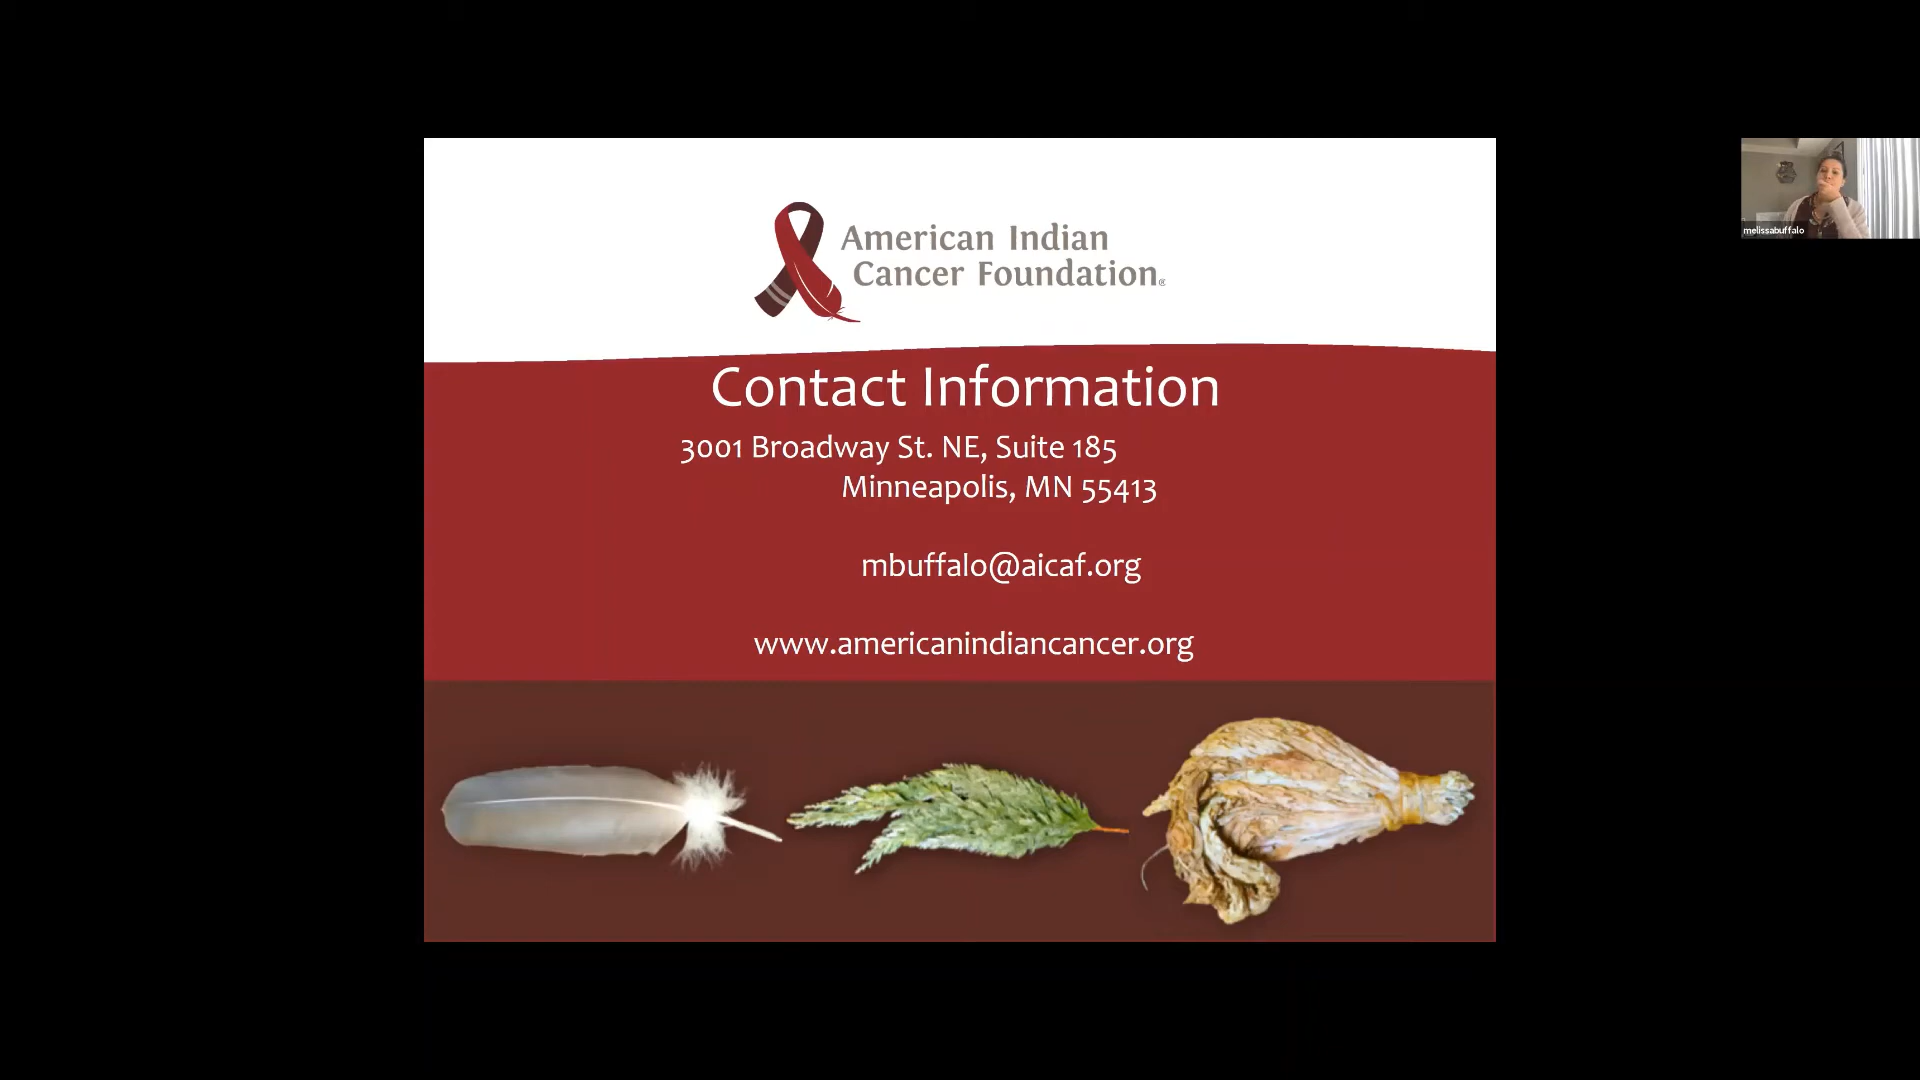 American Indian
Cancer Foundation®
Contact Information
3001 Broadway St. NE, Suite 185
Minneapolis, MN 55413
mbuffalo@aicaf.org
www.americanindiancancer.org
melissabuffalo